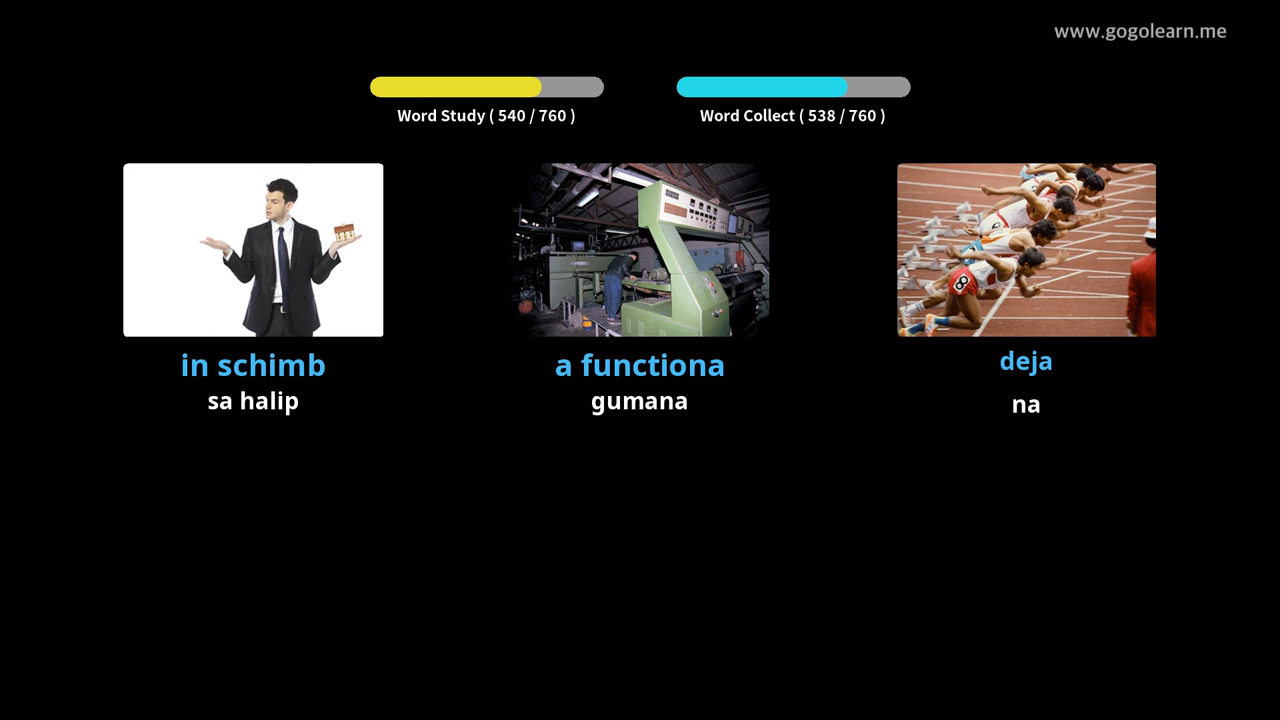 www.gogolearn.me
Word Study ( 540 / 760 )
Word Collect ( 538 / 760 )
in schimb
sa halip
a functiona
gumana
deja
na
8